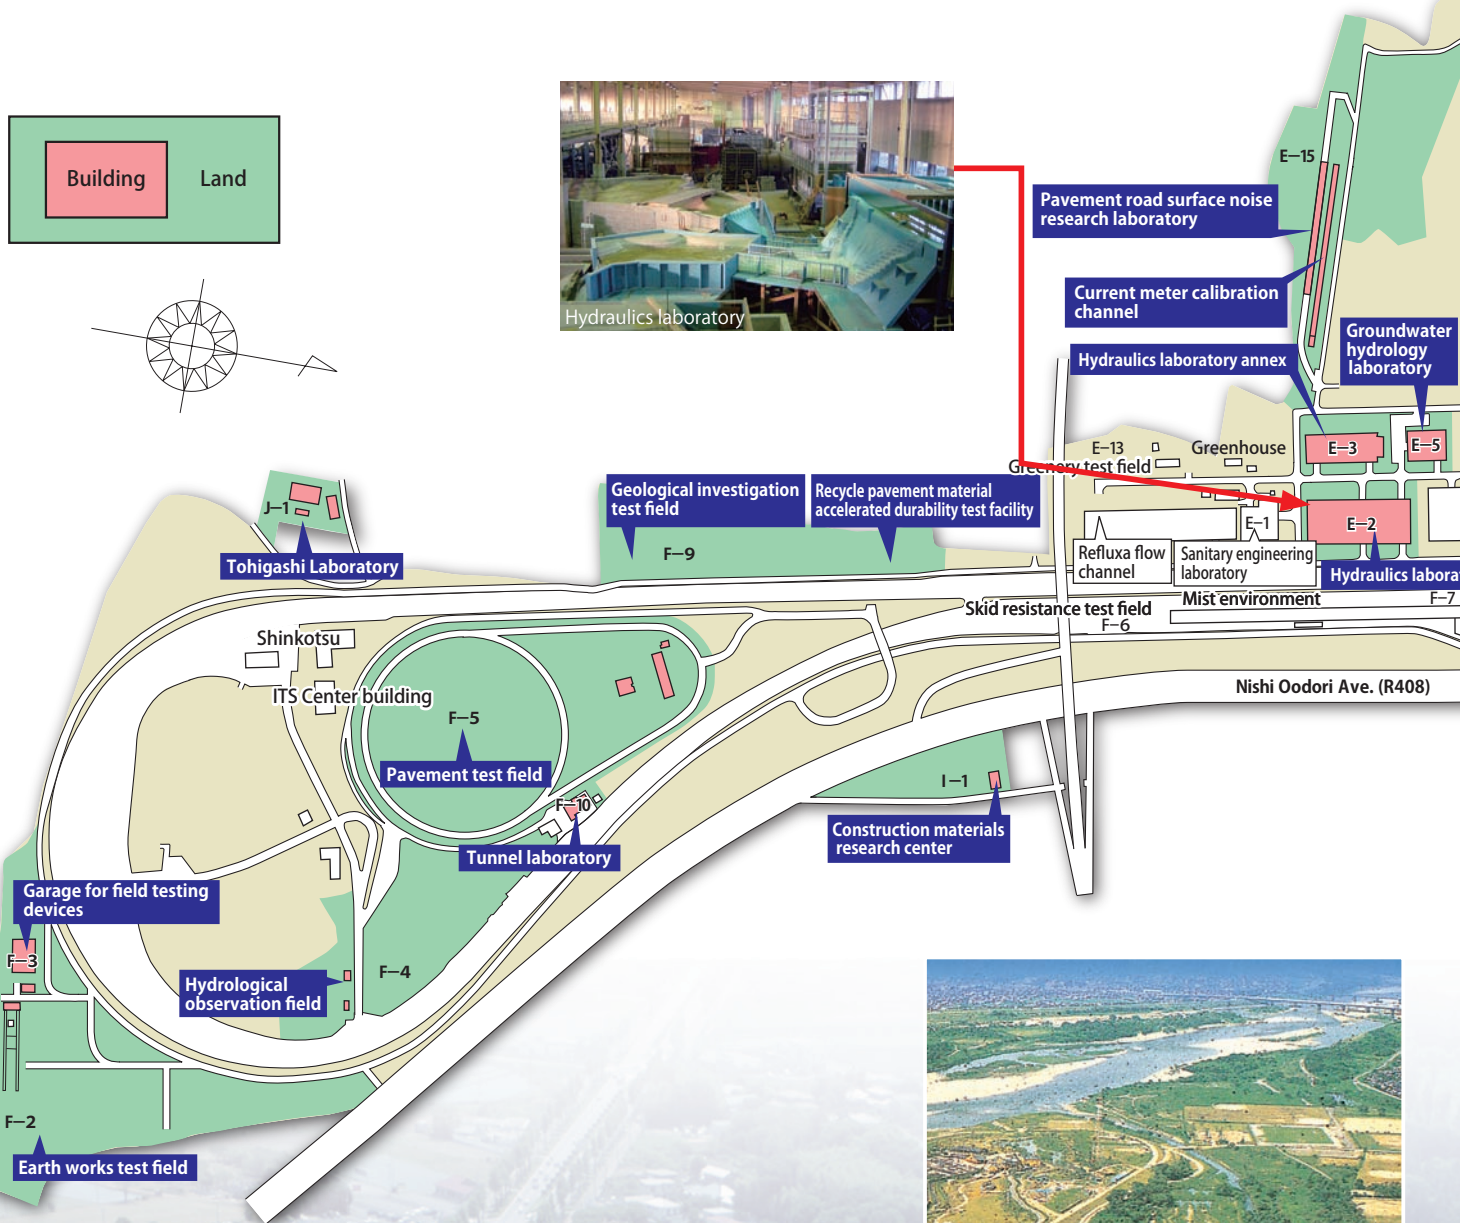 Building
Land
Hydraulics laboratory
E-15
Pavement road surface noise
research laboratory
Current meter calibration
channel
Groundwater
hydrology
laboratory
Hydraulics laboratory annex
E-13
Greenhouse
E-3
E-5
Greenery test field
J-1
Geological investigation
test field
Recycle pavement material
accelerated durability test facility
E-1
E-2
F-9
Tohigashi Laboratory
Refluxa flow
channel
Sanitary engineering
laboratory
Hydraulics labora
Skid resistance test field
F-6
Mist environment
F-7
Shinkotsu
ITS Center building
Nishi Oodori Ave. (R408)
F-5
Pavement test field
I-1
F-10
Construction materials
research center
Tunnel laboratory
Garage for field testing
devices
F-3
F-4
Hydrological
observation field
F-2
Earth works test field